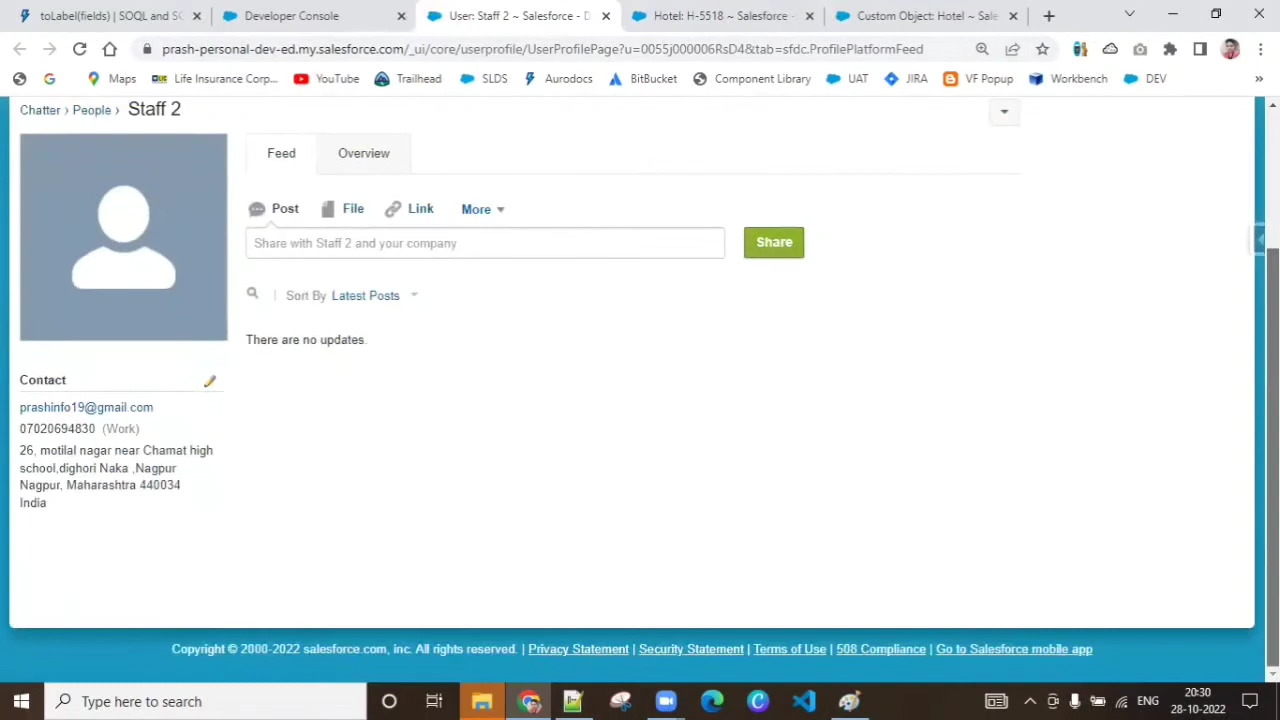 toLabel(fields) | SOQL and SO
Developer Console
User: Staff 2 ~ Salesforce - D
Hotel: H-5518 ~ Salesforce -
Custom Object: Hotel ~ Sale
prash-personal-dev-ed.my.salesforce.com/_ui/core/userprofile/UserProfilePage?u=0055j000006RsD4&tab=sfdc.ProfilePlatformFeed
Maps
Life Insurance Corp...
YouTube
Trailhead
SLDS
Aurodocs
BitBucket
Component Library
UAT
JIRA
VF Popup
Workbench
DEV
»
Chatter › People › Staff 2
Feed
Overview
Post
File
Link
More
Share with Staff 2 and your company
Share
Sort By Latest Posts
There are no updates.
Contact
prashinfo19@gmail.com
07020694830 (Work)
26, motilal nagar near Chamat high
school,dighori Naka ,Nagpur
Nagpur, Maharashtra 440034
India
Copyright © 2000-2022 salesforce.com, inc. All rights reserved. | Privacy Statement | Security Statement | Terms of Use | 508 Compliance | Go to Salesforce mobile app
Type here to search
ENG
20:30
28-10-2022